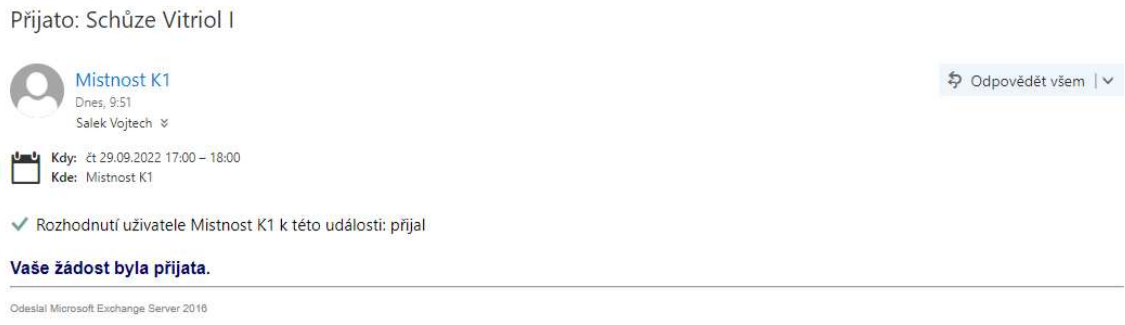 Přijato: Schůze Vitriol I
Mistnost K1
Dnes, 9:51
Salek Vojtech
Odpovědět všem
Kdy: čt 29.09.2022 17:00 – 18:00
Kde: Mistnost K1
Rozhodnutí uživatele Mistnost K1 k této události: přijal
Vaše žádost byla přijata.
Odeslal Microsoft Exchange Server 2016